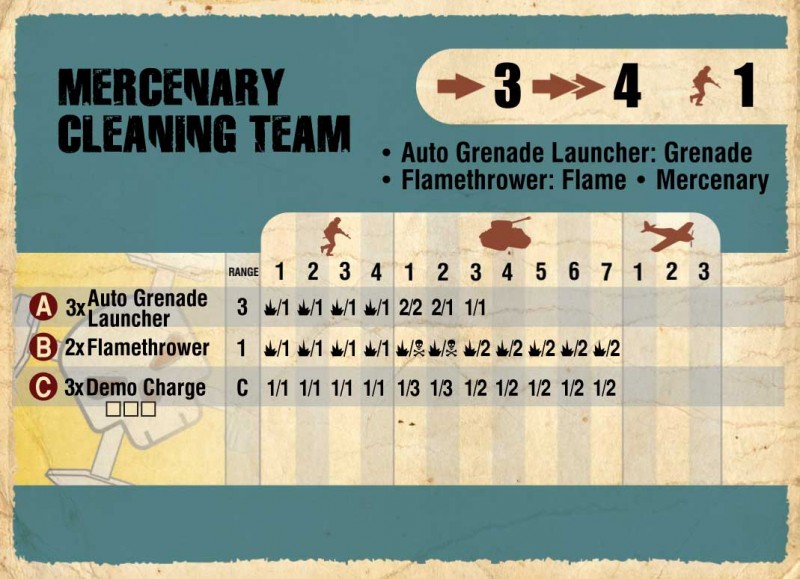 MERCENARY
CLEANING TEAM
3 4 1
• Auto Grenade Launcher: Grenade
• Flamethrower: Flame • Mercenary
RANGE 1 2 3 4 1 2 3 4 5 6 7 1 2 3
A 3x Auto Grenade
Launcher 3 /1 /1 /1 /1 2/2 2/1 1/1
B 2x Flamethrower 1 /1 /1 /1 /1 / / /2 /2 /2 /2 /2
C 3x Demo Charge C 1/1 1/1 1/1 1/1 1/3 1/3 1/2 1/2 1/2 1/2 1/2